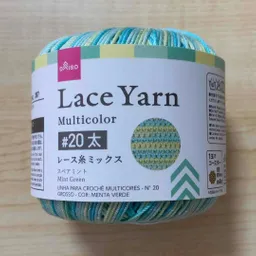 DAISO
Lace Yarn
Multicolor
#20 太
レース糸ミックス
スペアミント
Mint Green
LINHA PARA CROCHÊ MULTICORES - N° 20
GROSSO - COR: MENTA VERDE